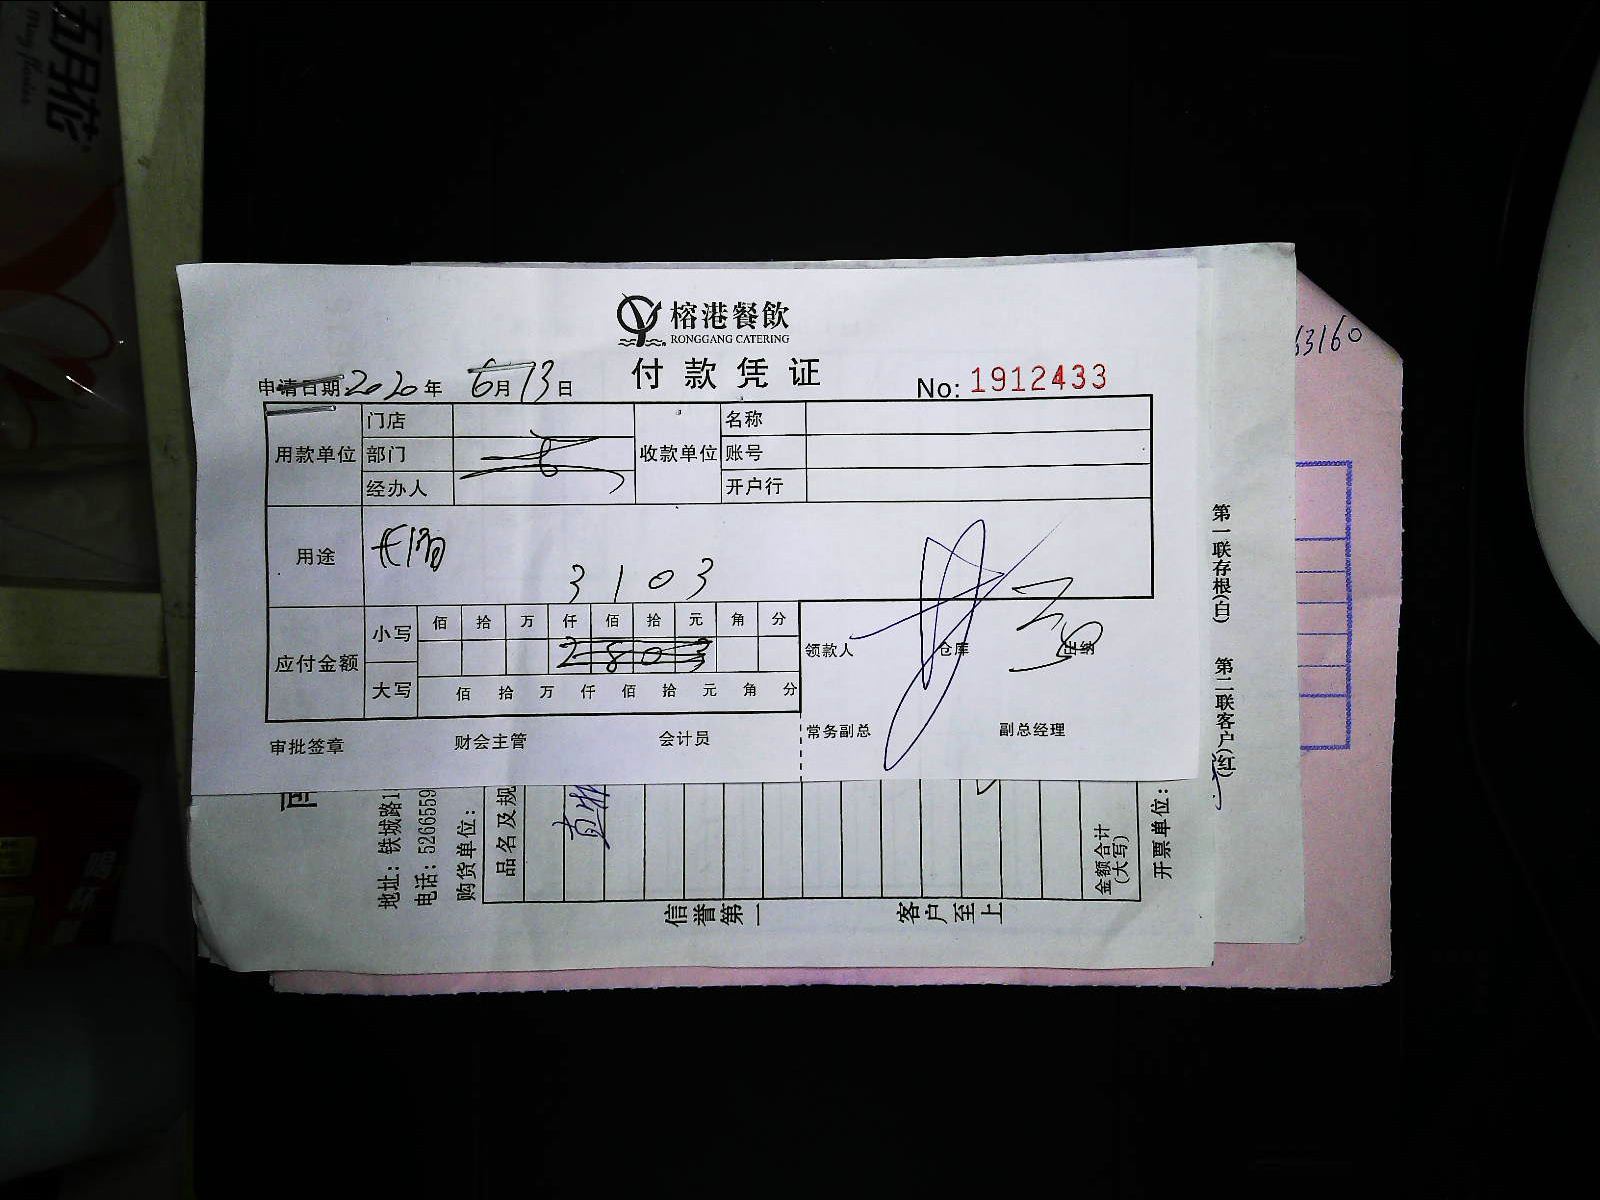 五月花
榕港餐飲
RONGGANG CATERING
付款凭证
申请日期 2020年 6月13日
No: 1912433
63160
用款单位 门店 收款单位 名称
部门 账号
经办人 开户行
用途
3103
应付金额 小写 佰 拾 万 仟 佰 拾 元 角 分
2803
大写 佰 拾 万 仟 佰 拾 元 角 分
领款人 仓库
审批签章 财会主管 会计员 常务副总 副总经理
第一联存根(白) 第二联客户(红)
地址：铁城路1
电话：5266559
购货单位：
品名及规
金额合计
(大写)
开票单位：
信誉第一 客户至上